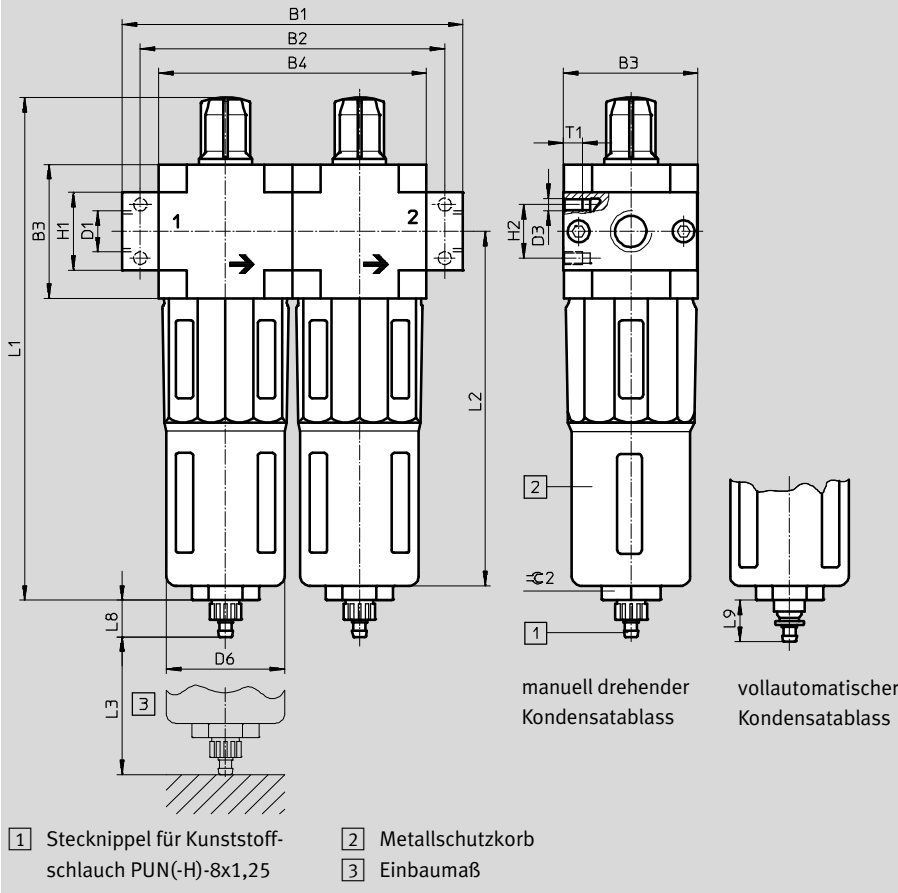 B1
B2
B4
B3
T1
L1
B3
H1
D1
1
2
H2
D3
L2
2
=C 2
L8
D6
1
L9
L3
3
manuell drehender
Kondensatablass
vollautomatischer
Kondensatablass
1 Stecknippel für Kunststoff-
schlauch PUN(-H)-8x1,25
2 Metallschutzkorb
3 Einbaumaß